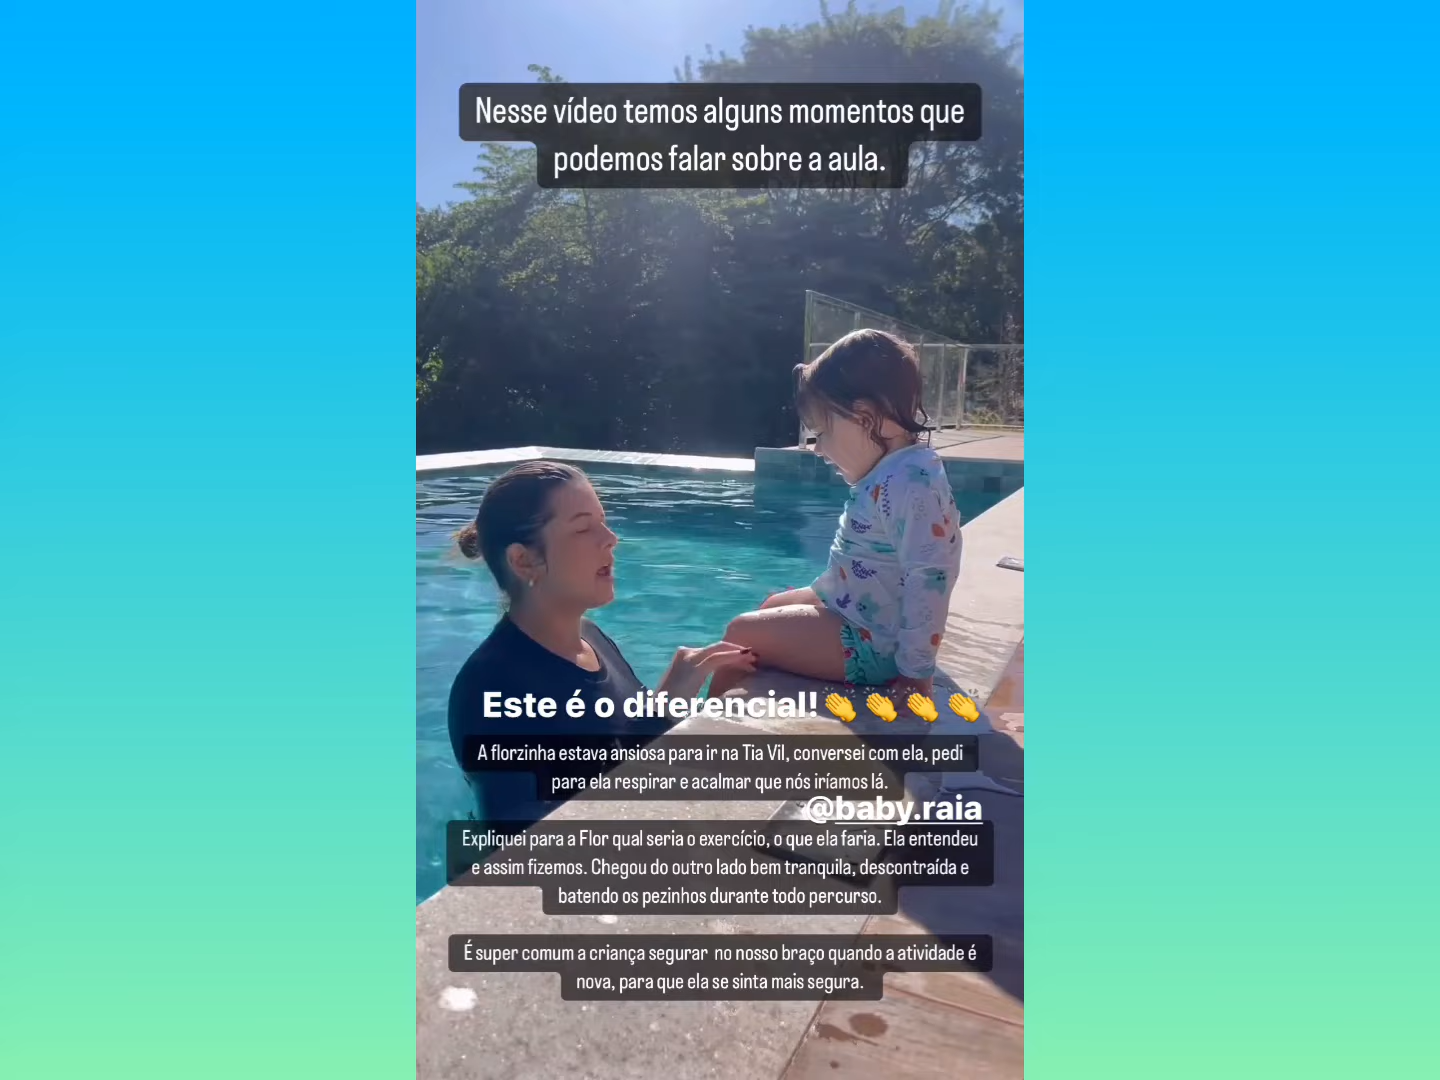 Nesse vídeo temos alguns momentos que
podemos falar sobre a aula.
Este é o diferencial!👏👏👏👏
A florzinha estava ansiosa para ir na Tia Vil, conversei com ela, pedi
para ela respirar e acalmar que nós iríamos lá.
@baby.raia
Expliquei para a Flor qual seria o exercício, o que ela faria. Ela entendeu
e assim fizemos. Chegou do outro lado bem tranquila, descontraída e
batendo os pezinhos durante todo percurso.
É super comum a criança segurar  no nosso braço quando a atividade é
nova, para que ela se sinta mais segura.